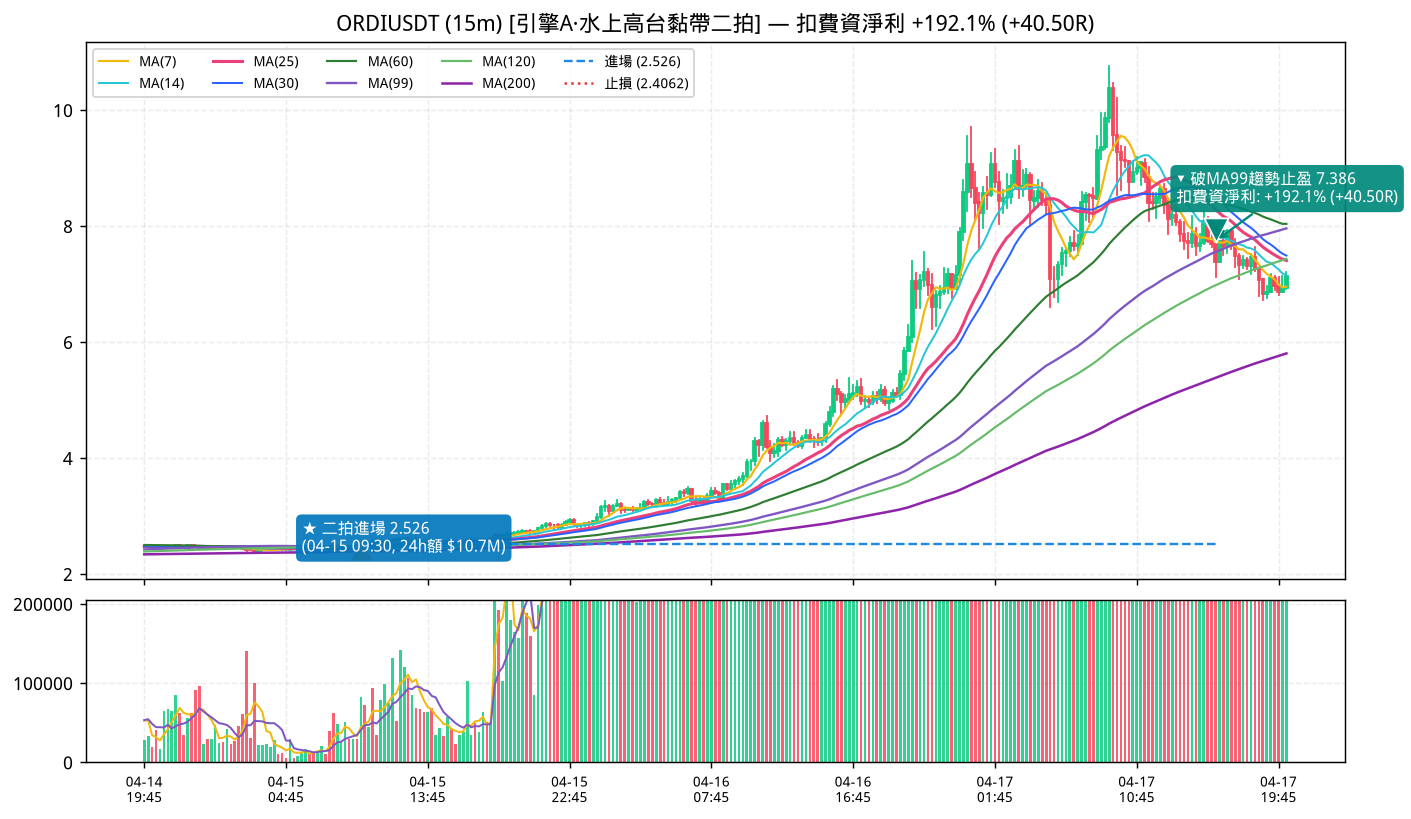 ORDIUSDT (15m) [引擎A·水上高台黏帶二拍] — 扣費資淨利 +192.1% (+40.50R)
MA(7) MA(25) MA(60) MA(120) 進場 (2.526)
MA(14) MA(30) MA(99) MA(200) 止損 (2.4062)
10
8
6
4
2
▼ 破MA99趨勢止盈 7.386
扣費資淨利: +192.1% (+40.50R)
★ 二拍進場 2.526
(04-15 09:30, 24h額 $10.7M)
200000
100000
0
04-14 04-15 04-15 04-15 04-16 04-16 04-17 04-17 04-17
19:45 04:45 13:45 22:45 07:45 16:45 01:45 10:45 19:45